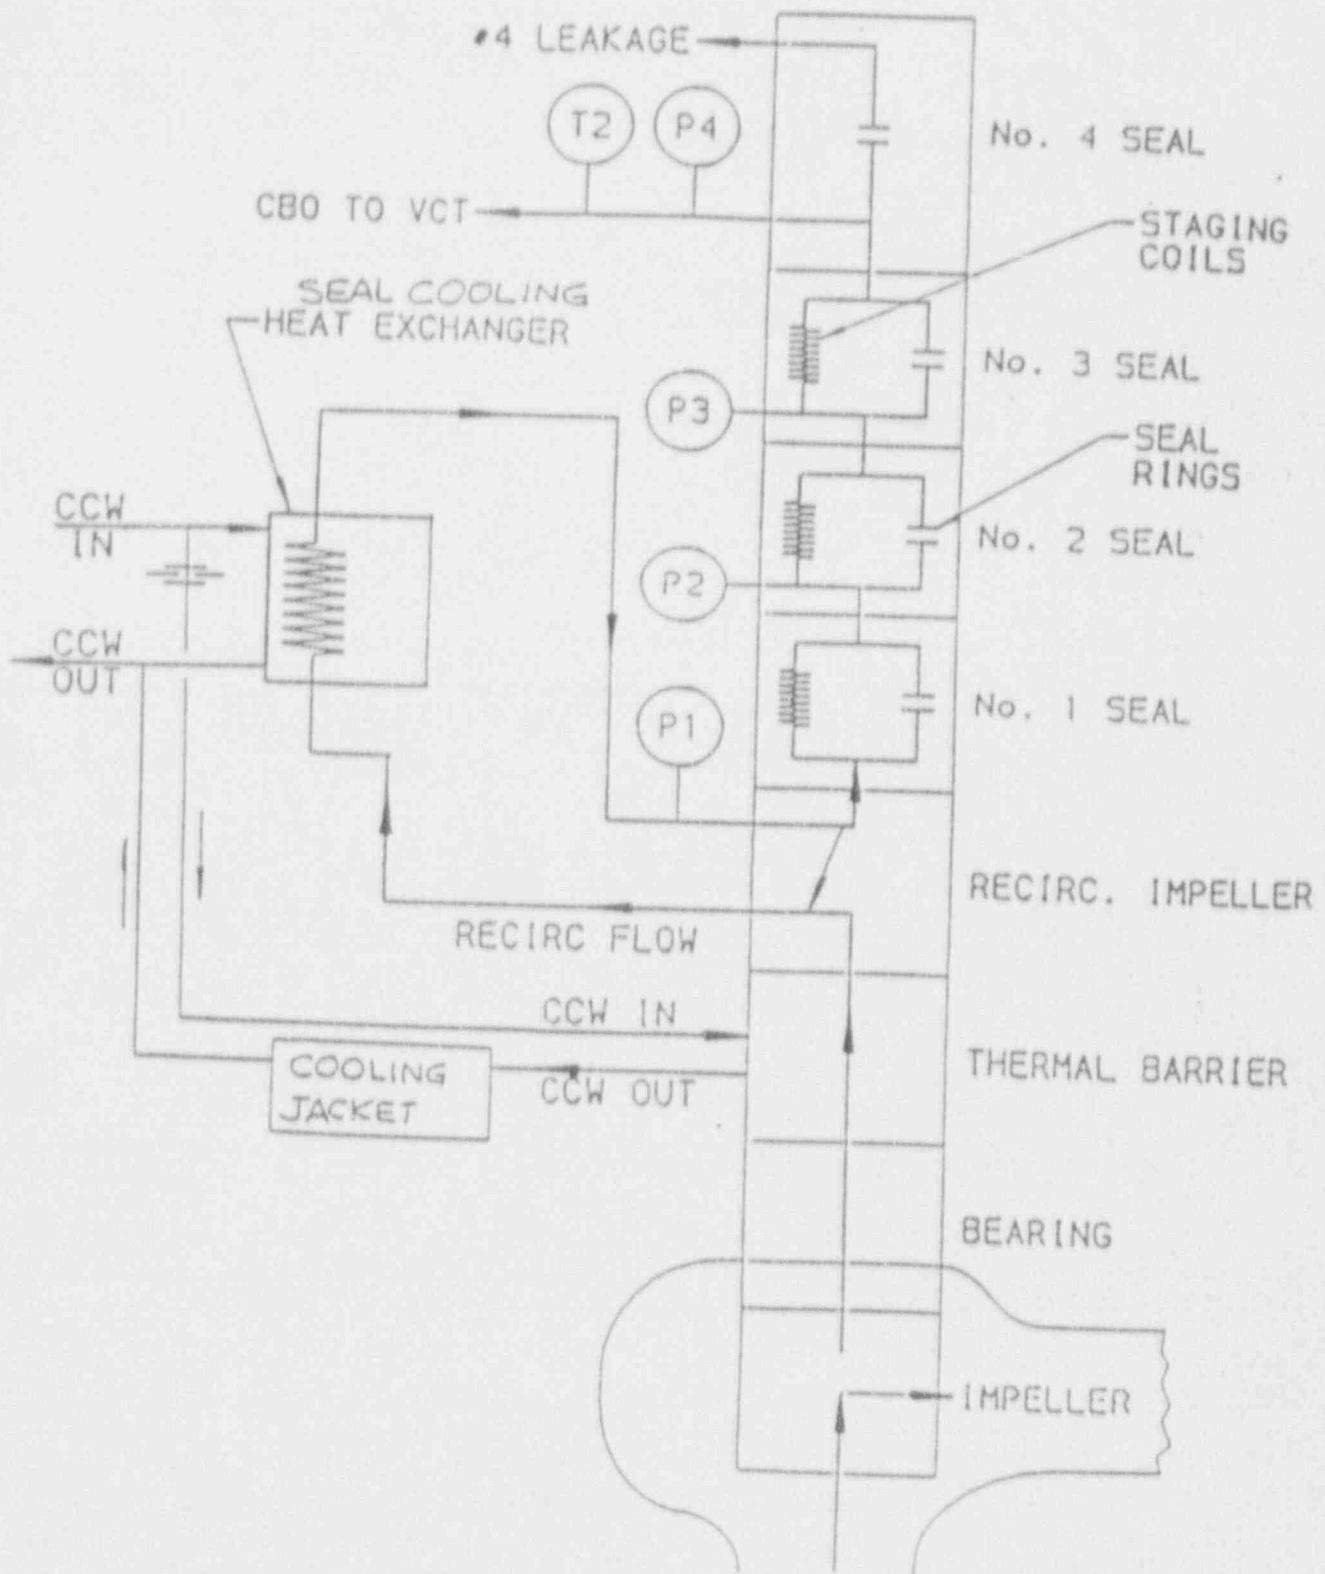 #4 LEAKAGE
T2
P4
No. 4 SEAL
CBO TO VCT
STAGING
COILS
SEAL COOLING
HEAT EXCHANGER
No. 3 SEAL
P3
SEAL
RINGS
CCW
IN
No. 2 SEAL
P2
CCW
OUT
No. 1 SEAL
P1
RECIRC. IMPELLER
RECIRC FLOW
CCW IN
THERMAL BARRIER
COOLING
JACKET
CCW OUT
BEARING
IMPELLER